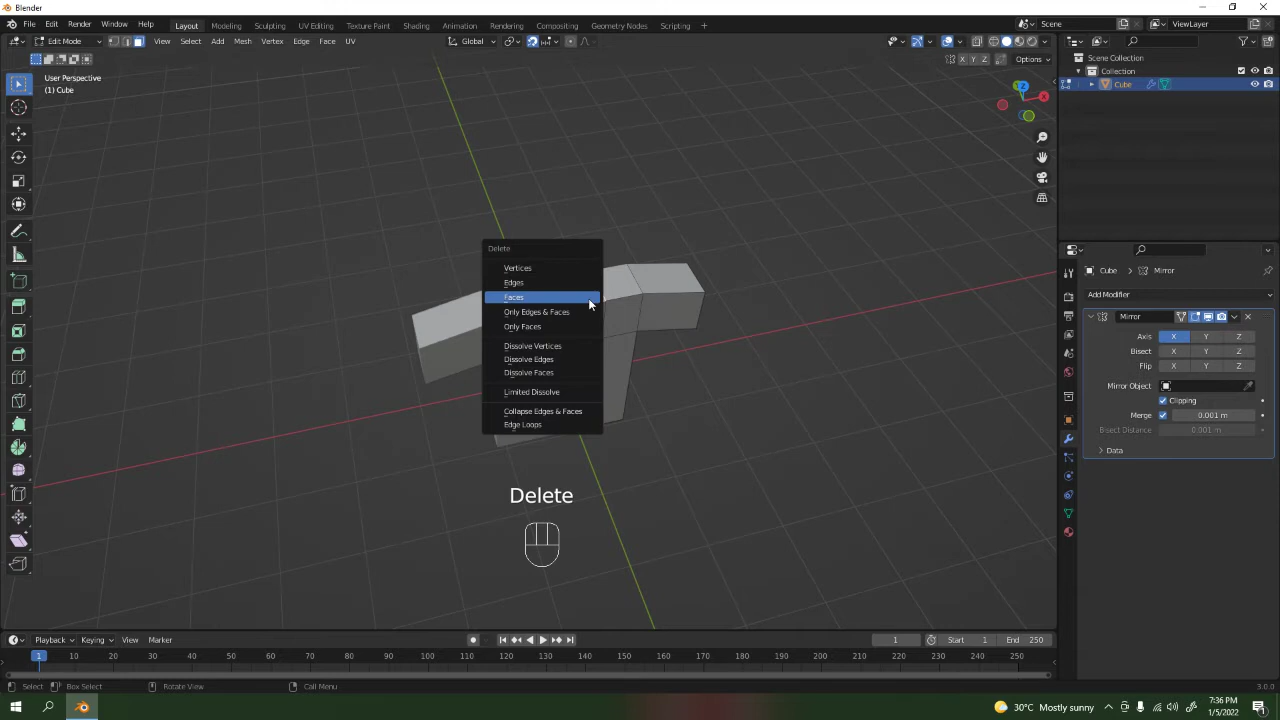 Blender
File Edit Render Window Help Layout Modeling Sculpting UV Editing Texture Paint Shading Animation Rendering Compositing Geometry Nodes Scripting + Scene ViewLayer
Edit Mode View Select Add Mesh Vertex Edge Face UV Global
X Y Z Options
User Perspective
(1) Cube
Scene Collection
Collection
Cube
Z
X
Cube Mirror
Add Modifier
Mirror
Axis X Y Z
Bisect X Y Z
Flip X Y Z
Mirror Object
Clipping
Merge 0.001 m
Bisect Distance 0.001 m
Data
Delete
Vertices
Edges
Faces
Only Edges & Faces
Only Faces
Dissolve Vertices
Dissolve Edges
Dissolve Faces
Limited Dissolve
Collapse Edges & Faces
Edge Loops
Delete
Playback Keying View Marker 1 Start 1 End 250
1 10 20 30 40 50 60 70 80 90 100 110 120 130 140 150 160 170 180 190 200 210 220 230 240 250
Select Box Select Rotate View Call Menu 3.0.0
30°C Mostly sunny 7:36 PM
1/5/2022